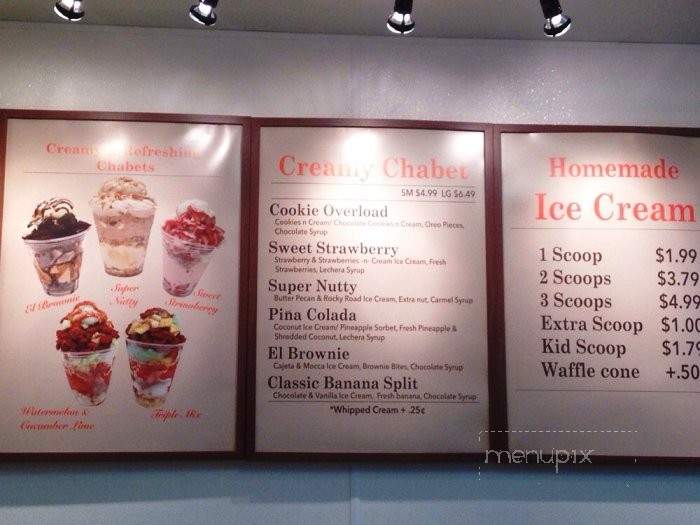 Creamy & Refreshing
Chabets
El Brownie
Super
Nutty
Sweet
Strawberry
Watermelon &
Cucumber Lime
Triple Mix
Creamy Chabet
SM $4.99 LG $6.49
Cookie Overload
Cookies n Cream/ Chocolate Cookies n Cream, Oreo Pieces,
Chocolate Syrup
Sweet Strawberry
Strawberry & Strawberries -n- Cream Ice Cream, Fresh
Strawberries, Lechera Syrup
Super Nutty
Butter Pecan & Rocky Road Ice Cream, Extra nut, Carmel Syrup
Pina Colada
Coconut Ice Cream/ Pineapple Sorbet, Fresh Pineapple &
Shredded Coconut, Lechera Syrup
El Brownie
Cajeta & Mocca Ice Cream, Brownie Bites, Chocolate Syrup
Classic Banana Split
Chocolate & Vanilla Ice Cream, Fresh banana, Chocolate Syrup
*Whipped Cream + .25¢
Homemade
Ice Cream
1 Scoop $1.99
2 Scoops $3.79
3 Scoops $4.99
Extra Scoop $1.00
Kid Scoop $1.79
Waffle cone +.50
menupix